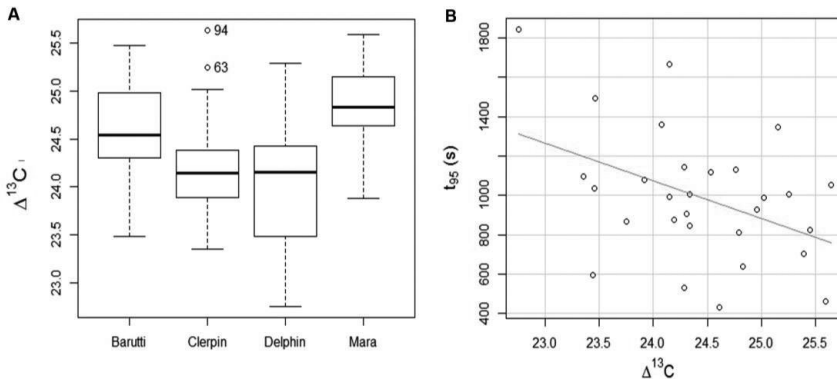 A
Δ13C
25.5
25.0
24.5
24.0
23.5
23.0
94
63
Barutti
Clerpin
Delphin
Mara
B
t95 (s)
1800
1400
1000
800
600
400
23.0
23.5
24.0
24.5
25.0
25.5
Δ13C